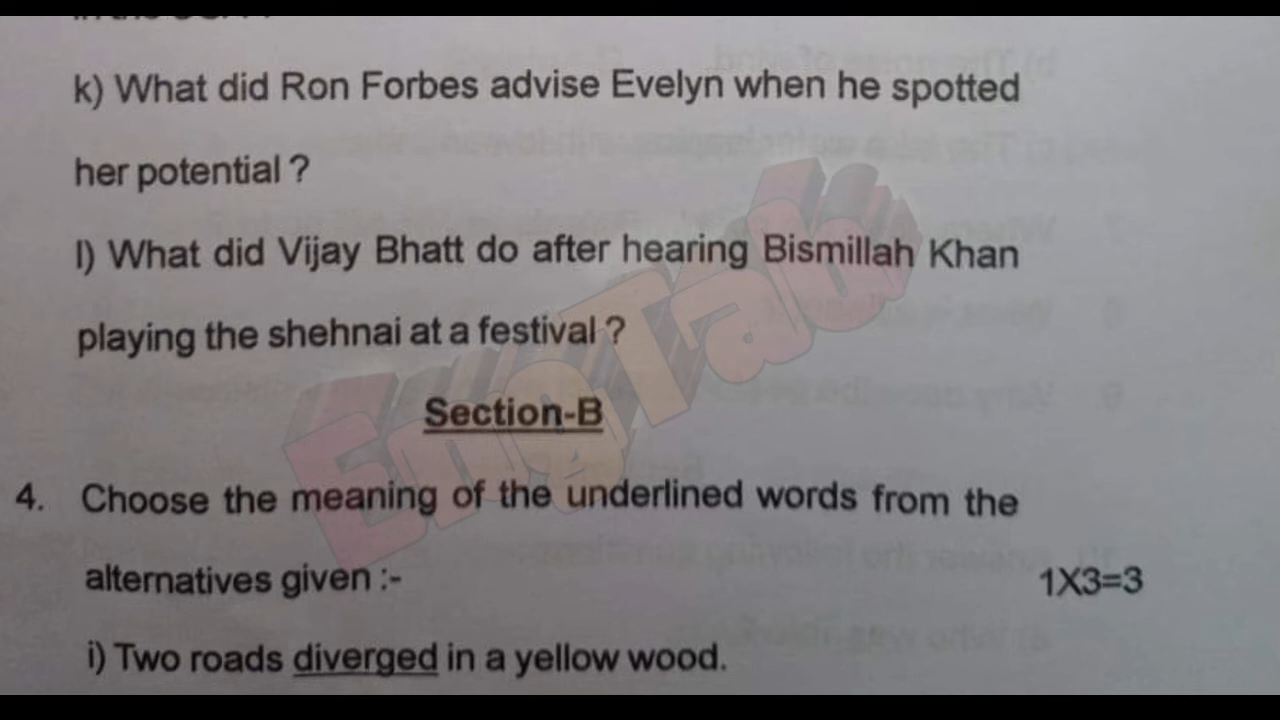 k) What did Ron Forbes advise Evelyn when he spotted
her potential ?
l) What did Vijay Bhatt do after hearing Bismillah Khan
playing the shehnai at a festival ?
EngTab
Section-B
4. Choose the meaning of the underlined words from the
alternatives given :- 1X3=3
i) Two roads diverged in a yellow wood.